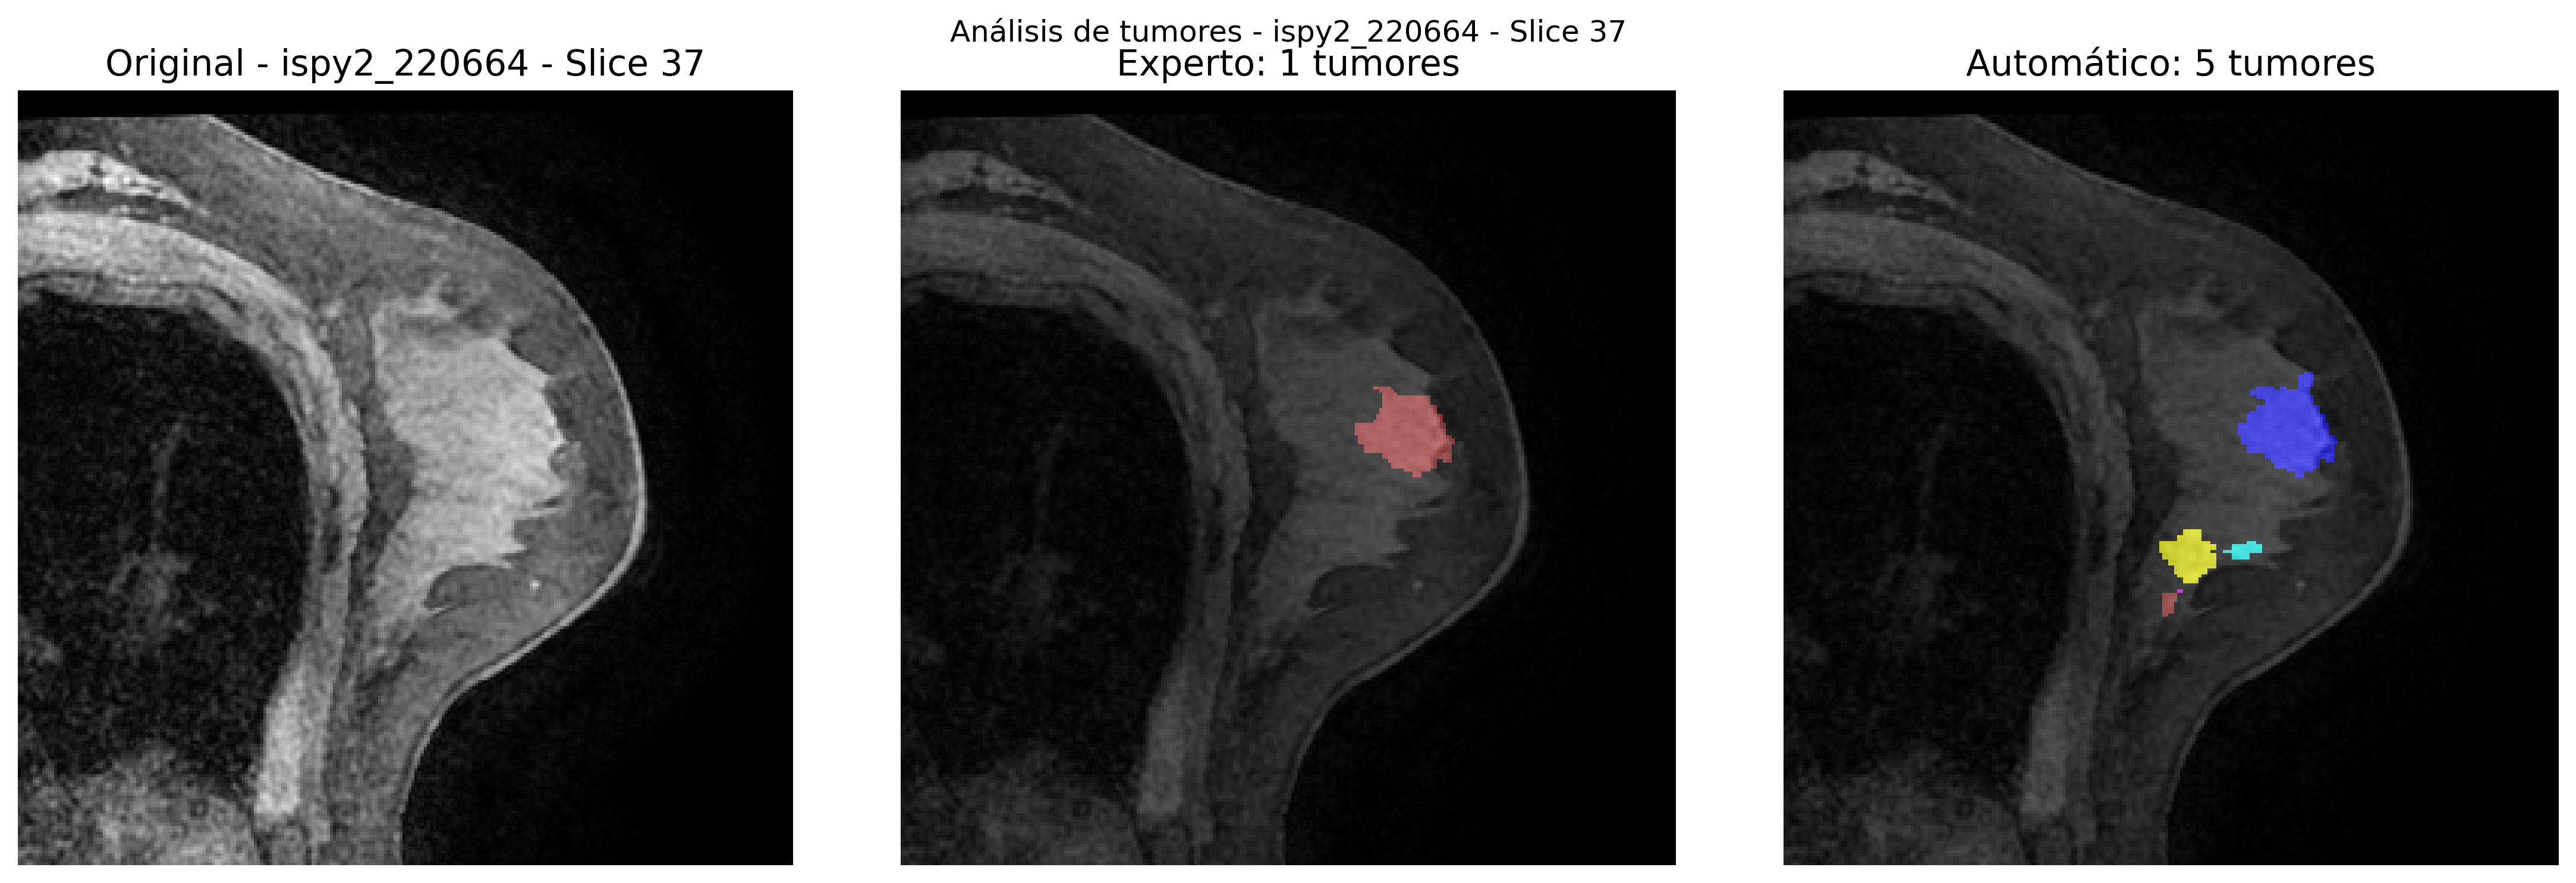 Análisis de tumores - ispy2_220664 - Slice 37
Original - ispy2_220664 - Slice 37
Experto: 1 tumores
Automático: 5 tumores